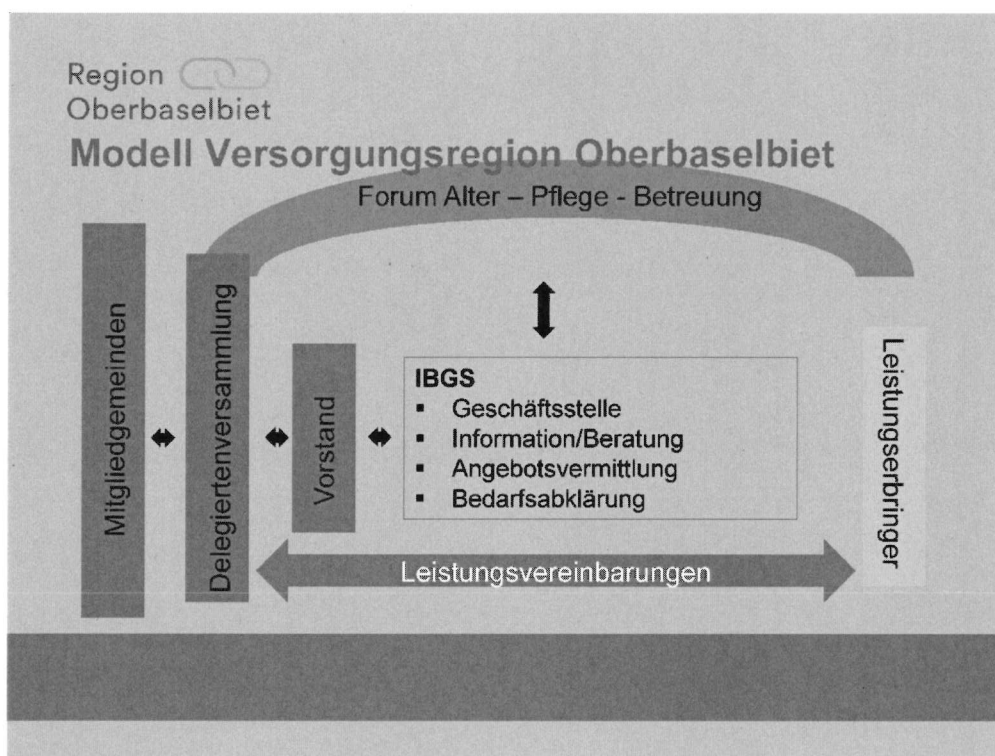 Region
Oberbaselbiet
Modell Versorgungsregion Oberbaselbiet
Forum Alter – Pflege - Betreuung
Mitgliedgemeinden
Delegiertenversammlung
Vorstand
IBGS
▪ Geschäftsstelle
▪ Information/Beratung
▪ Angebotsvermittlung
▪ Bedarfsabklärung
Leistungserbringer
Leistungsvereinbarungen